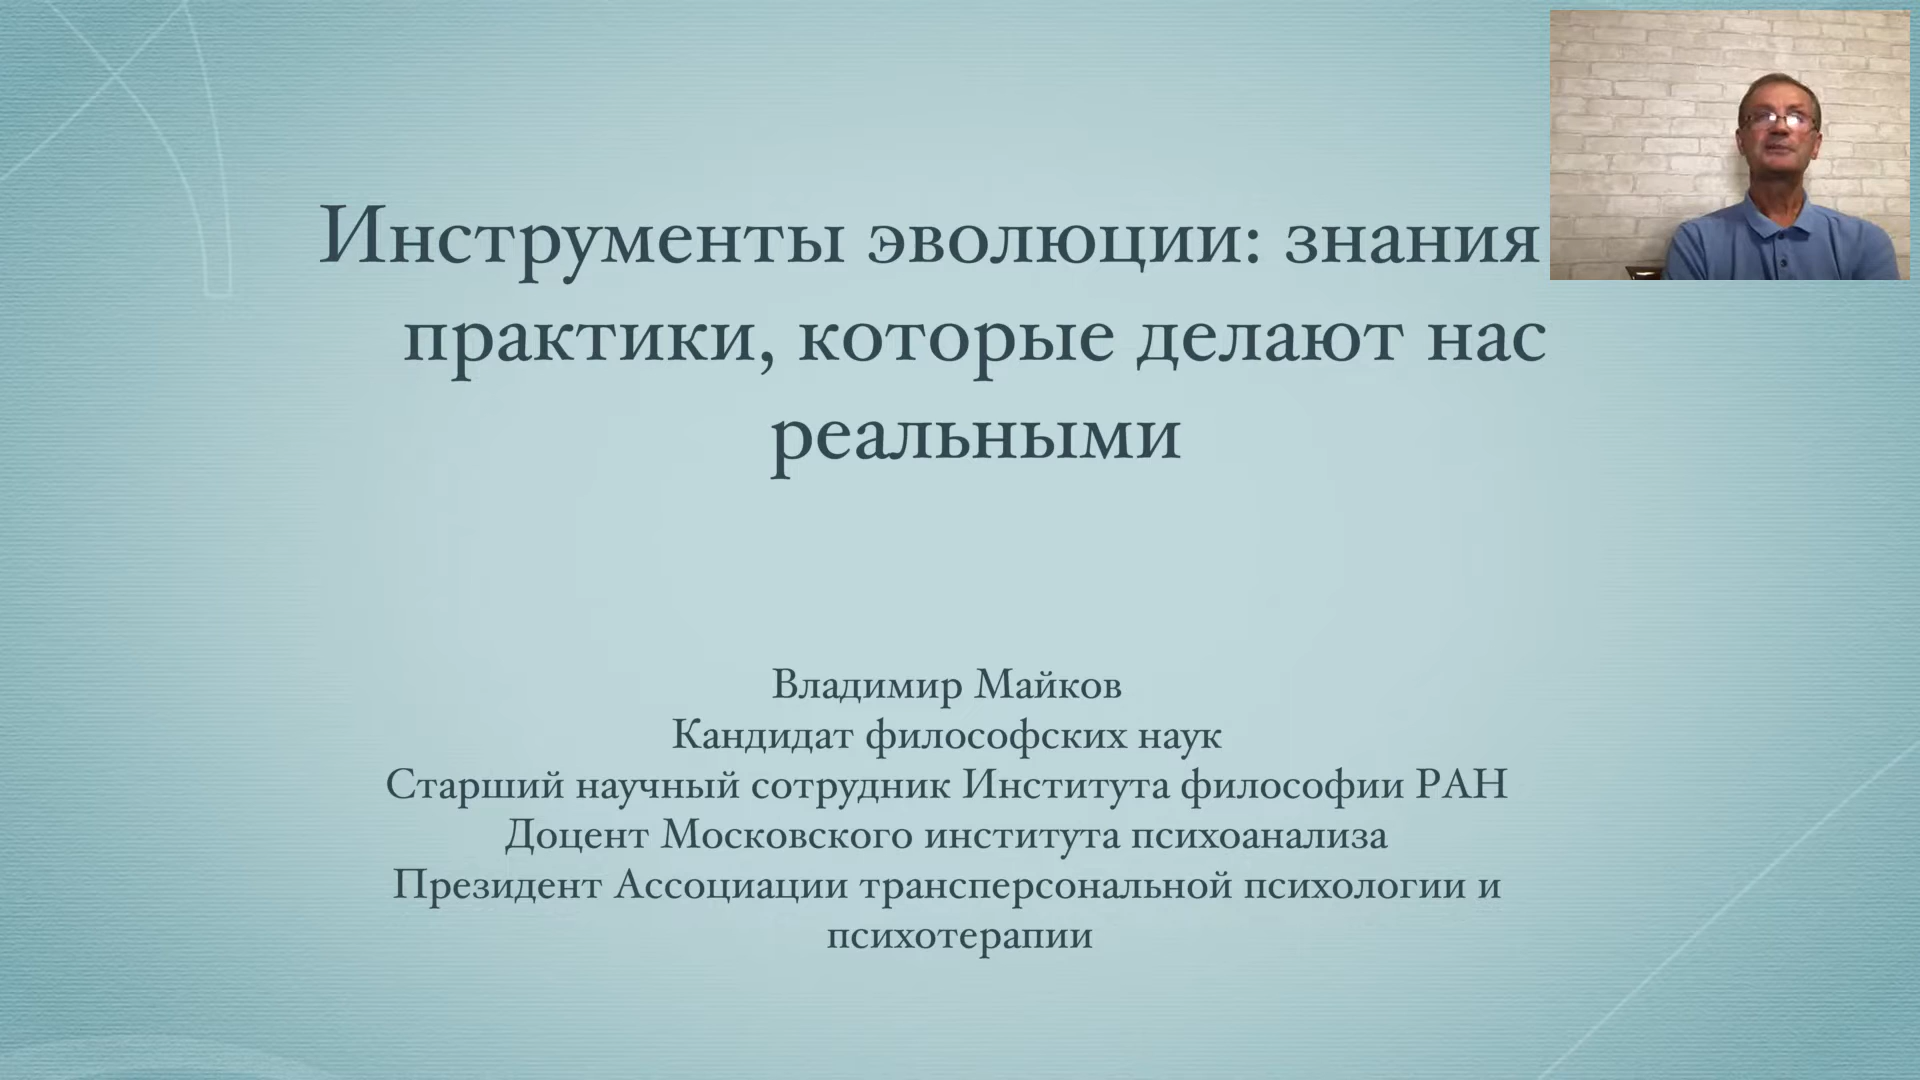 Инструменты эволюции: знания
практики, которые делают нас
реальными
Владимир Майков
Кандидат философских наук
Старший научный сотрудник Института философии РАН
Доцент Московского института психоанализа
Президент Ассоциации трансперсональной психологии и
психотерапии